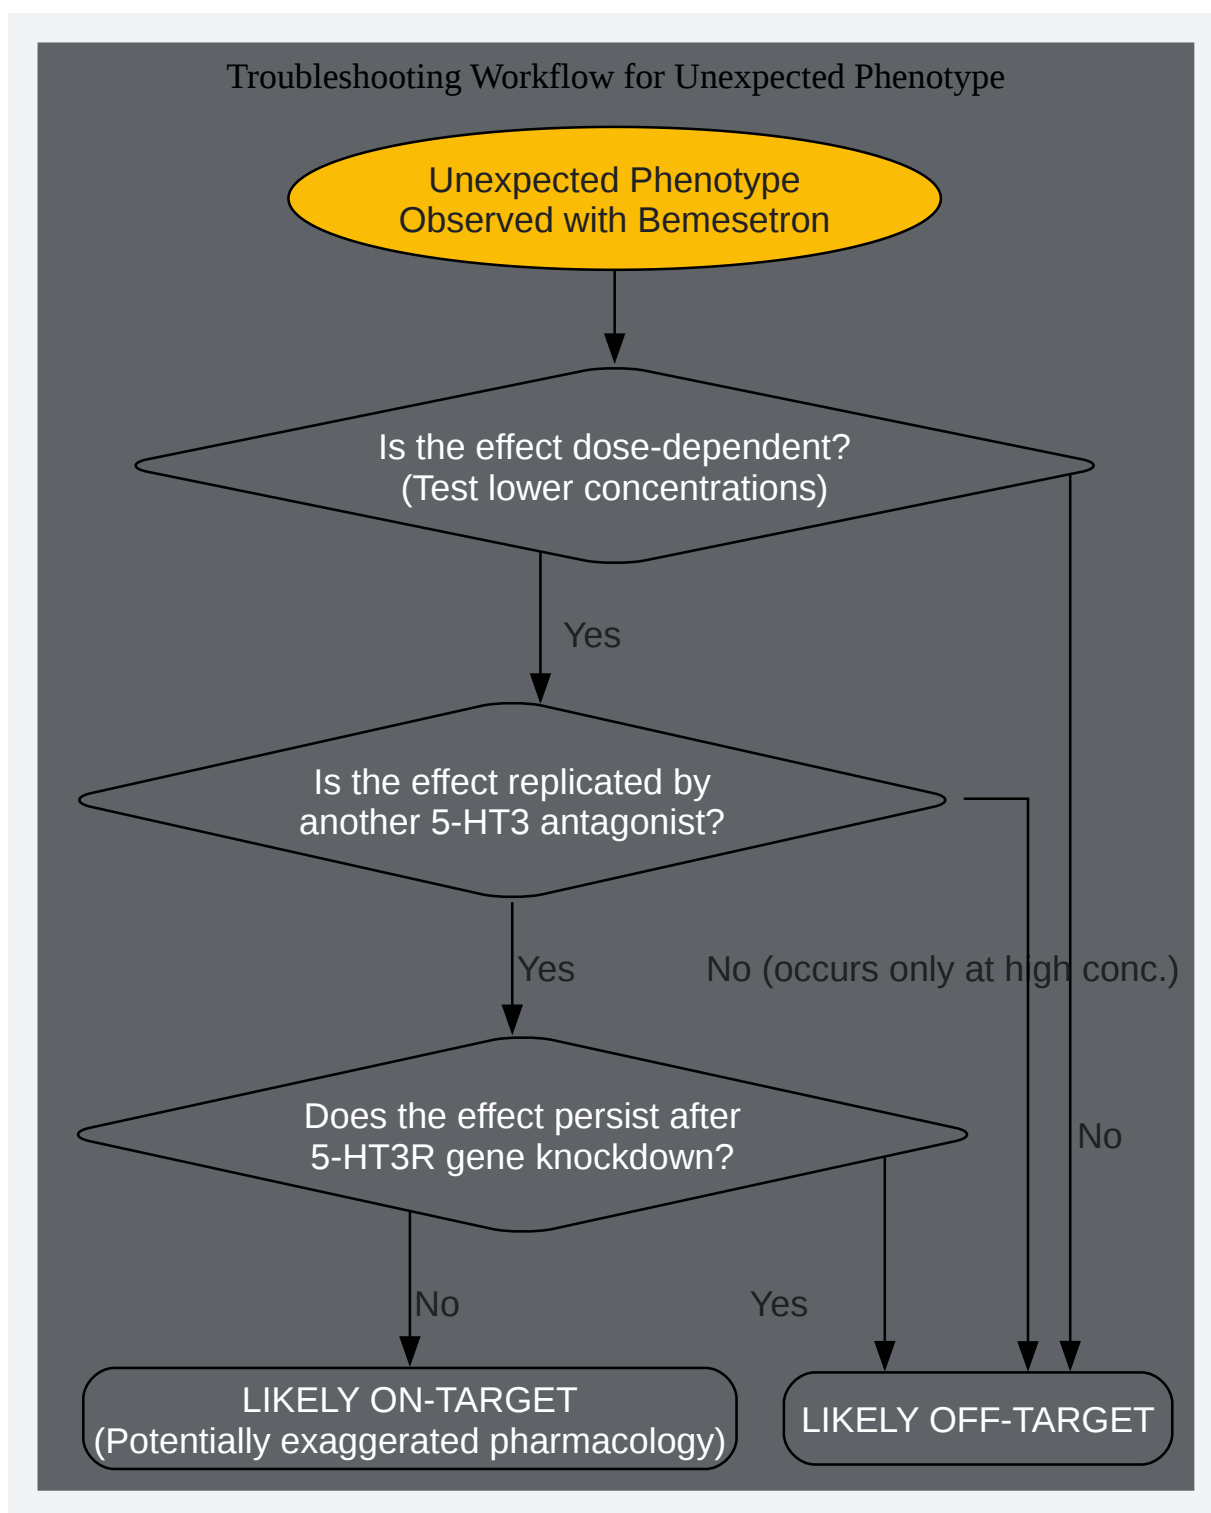 Troubleshooting Workflow for Unexpected Phenotype
Unexpected Phenotype
Observed with Bemesetron
Is the effect dose-dependent?
(Test lower concentrations)
Yes
Is the effect replicated by
another 5-HT3 antagonist?
Yes
No (occurs only at high conc.)
Does the effect persist after
5-HT3R gene knockdown?
No
No
Yes
LIKELY ON-TARGET
(Potentially exaggerated pharmacology)
LIKELY OFF-TARGET